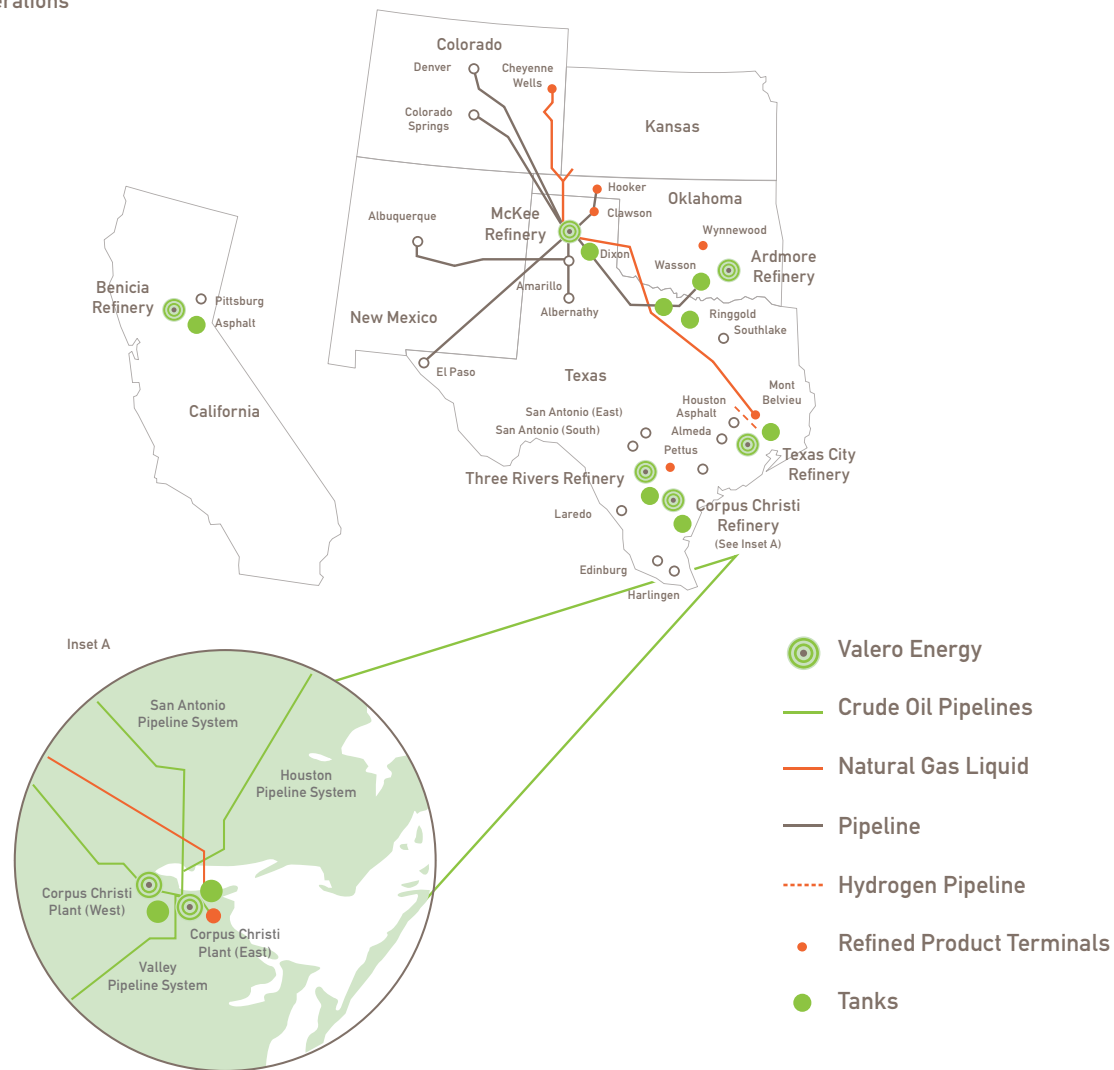 Colorado
Denver
Cheyenne
Wells
Colorado
Springs
Kansas
Hooker
Oklahoma
Clawson
McKee
Refinery
Albuquerque
Wynnewood
Dixon
Wasson
Ardmore
Refinery
Amarillo
Albernathy
Benicia
Refinery
Pittsburg
Asphalt
New Mexico
Ringgold
Southlake
El Paso
Texas
California
Mont
Belvieu
Houston
Asphalt
San Antonio (East)
San Antonio (South)
Almeda
Pettus
Texas City
Refinery
Three Rivers Refinery
Corpus Christi
Refinery
(See Inset A)
Laredo
Edinburg
Harlingen
Inset A
San Antonio
Pipeline System
Houston
Pipeline System
Corpus Christi
Plant (West)
Corpus Christi
Plant (East)
Valley
Pipeline System
Valero Energy
Crude Oil Pipelines
Natural Gas Liquid
Pipeline
Hydrogen Pipeline
Refined Product Terminals
Tanks